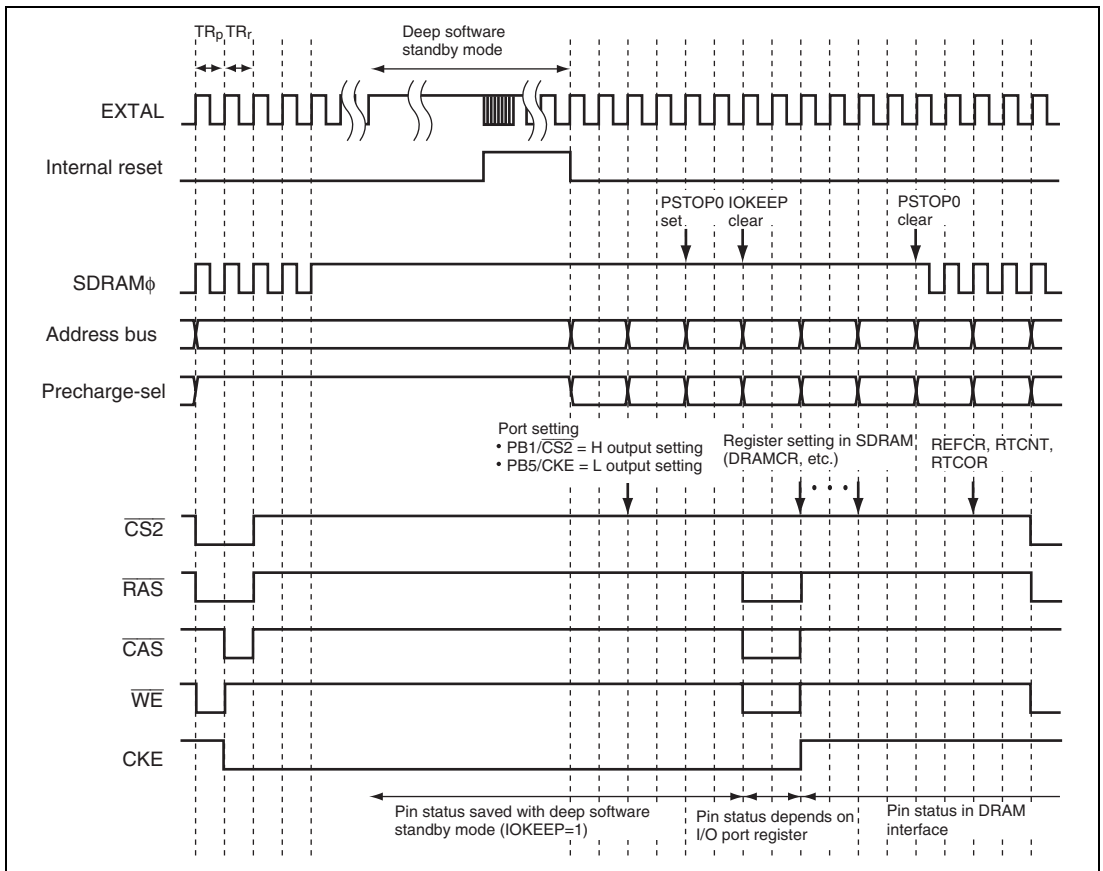 TRp TRr
Deep software
standby mode
EXTAL
Internal reset
PSTOP0 IOKEEP
set clear
PSTOP0
clear
SDRAMϕ
Address bus
Precharge-sel
Port setting
• PB1/CS2 = H output setting
• PB5/CKE = L output setting
Register setting in SDRAM
(DRAMCR, etc.)
REFCR, RTCNT,
RTCOR
CS2
RAS
CAS
WE
CKE
Pin status saved with deep software
standby mode (IOKEEP=1)
Pin status depends on
I/O port register
Pin status in DRAM
interface